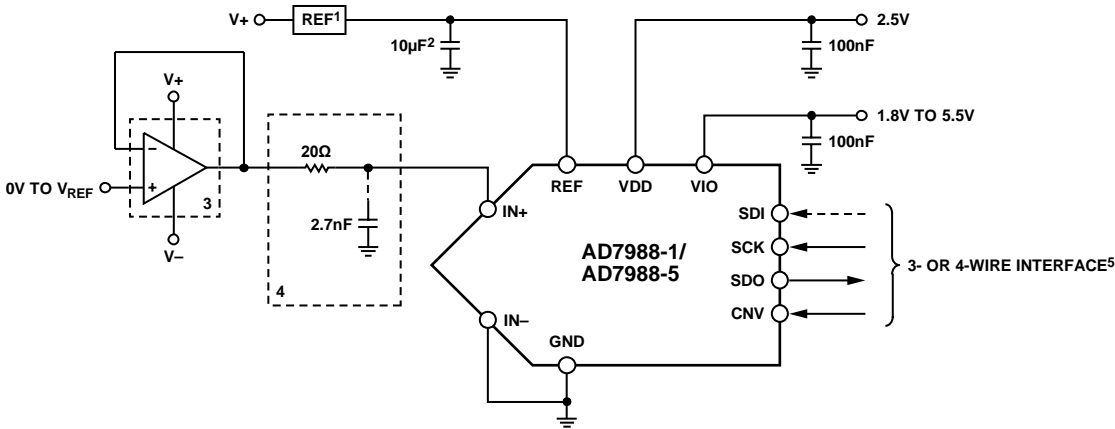 V+
REF¹
10µF²
2.5V
100nF
1.8V TO 5.5V
100nF
V+
−
+
0V TO V_REF
3
V−
20Ω
2.7nF
4
REF
VDD
VIO
IN+
IN−
GND
AD7988-1/
AD7988-5
SDI
SCK
SDO
CNV
3- OR 4-WIRE INTERFACE⁵